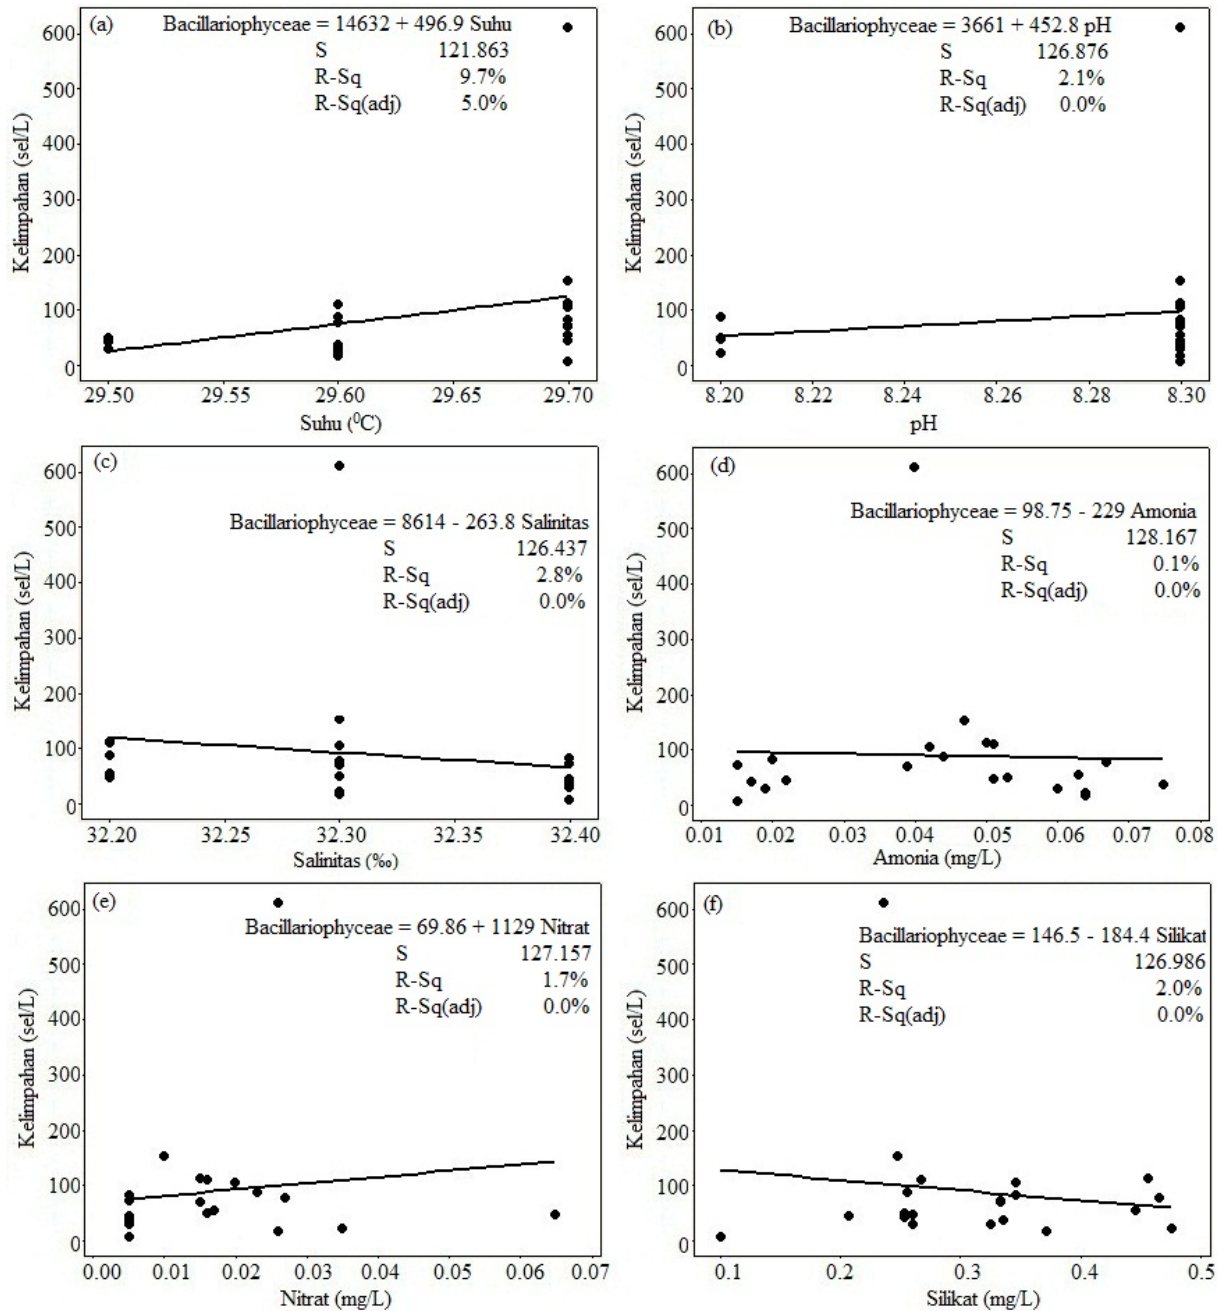 (a)
Bacillariophyceae = 14632 + 496.9 Suhu
S 121.863
R-Sq 9.7%
R-Sq(adj) 5.0%
Kelimpahan (sel/L)
600
500
400
300
200
100
0
29.50 29.55 29.60 29.65 29.70
Suhu (⁰C)
(b)
Bacillariophyceae = 3661 + 452.8 pH
S 126.876
R-Sq 2.1%
R-Sq(adj) 0.0%
Kelimpahan (sel/L)
600
500
400
300
200
100
0
8.20 8.22 8.24 8.26 8.28 8.30
pH
(c)
Bacillariophyceae = 8614 - 263.8 Salinitas
S 126.437
R-Sq 2.8%
R-Sq(adj) 0.0%
Kelimpahan (sel/L)
600
500
400
300
200
100
0
32.20 32.25 32.30 32.35 32.40
Salinitas (‰)
(d)
Bacillariophyceae = 98.75 - 229 Amonia
S 128.167
R-Sq 0.1%
R-Sq(adj) 0.0%
Kelimpahan (sel/L)
600
500
400
300
200
100
0
0.01 0.02 0.03 0.04 0.05 0.06 0.07 0.08
Amonia (mg/L)
(e)
Bacillariophyceae = 69.86 + 1129 Nitrat
S 127.157
R-Sq 1.7%
R-Sq(adj) 0.0%
Kelimpahan (sel/L)
600
500
400
300
200
100
0
0.00 0.01 0.02 0.03 0.04 0.05 0.06 0.07
Nitrat (mg/L)
(f)
Bacillariophyceae = 146.5 - 184.4 Silikat
S 126.986
R-Sq 2.0%
R-Sq(adj) 0.0%
Kelimpahan (sel/L)
600
500
400
300
200
100
0
0.1 0.2 0.3 0.4 0.5
Silikat (mg/L)